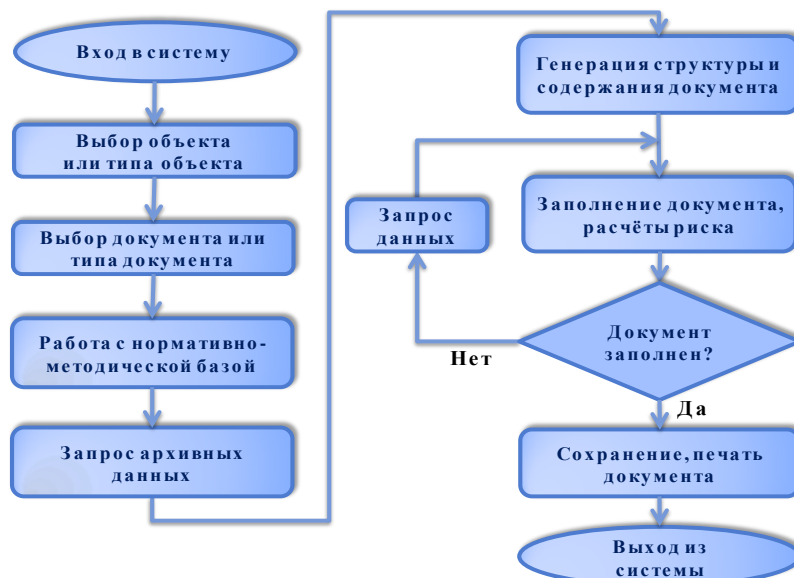 Вход в систему
Выбор объекта
или типа объекта
Выбор документа или
типа документа
Работа с нормативно-
методической базой
Запрос архивных
данных
Генерация структуры и
содержания документа
Запрос
данных
Заполнение документа,
расчёты риска
Документ
заполнен?
Нет
Да
Сохранение, печать
документа
Выход из
системы